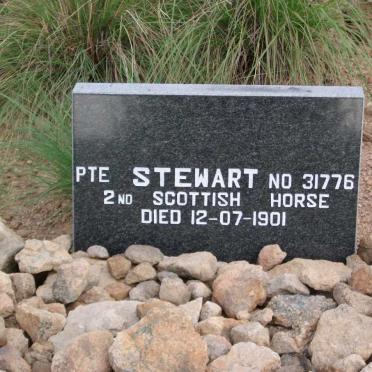 PTE STEWART NO 31776
2ND SCOTTISH HORSE
DIED 12-07-1901